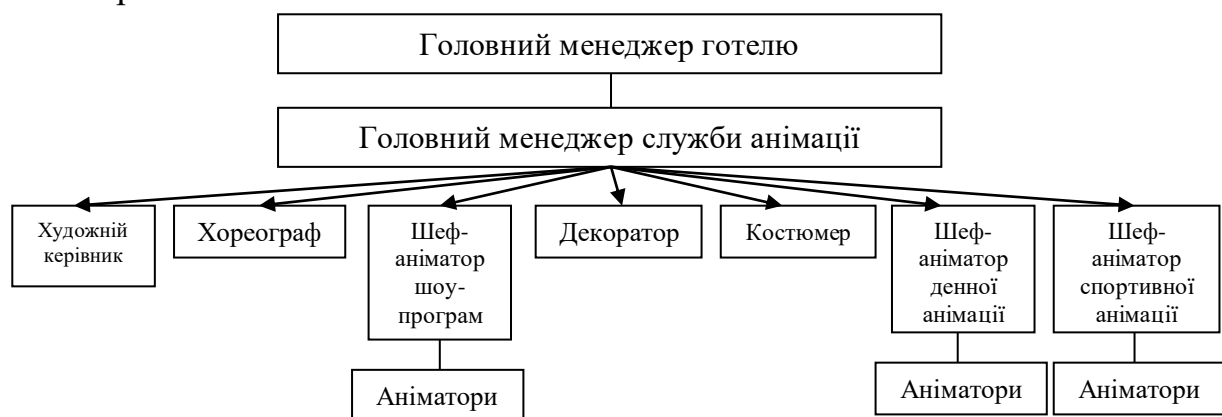 Головний менеджер готелю
Головний менеджер служби анімації
Художній
керівник
Хореограф
Шеф-
аніматор
шоу-
програм
Декоратор
Костюмер
Шеф-
аніматор
денної
анімації
Шеф-
аніматор
спортивної
анімації
Аніматори
Аніматори
Аніматори